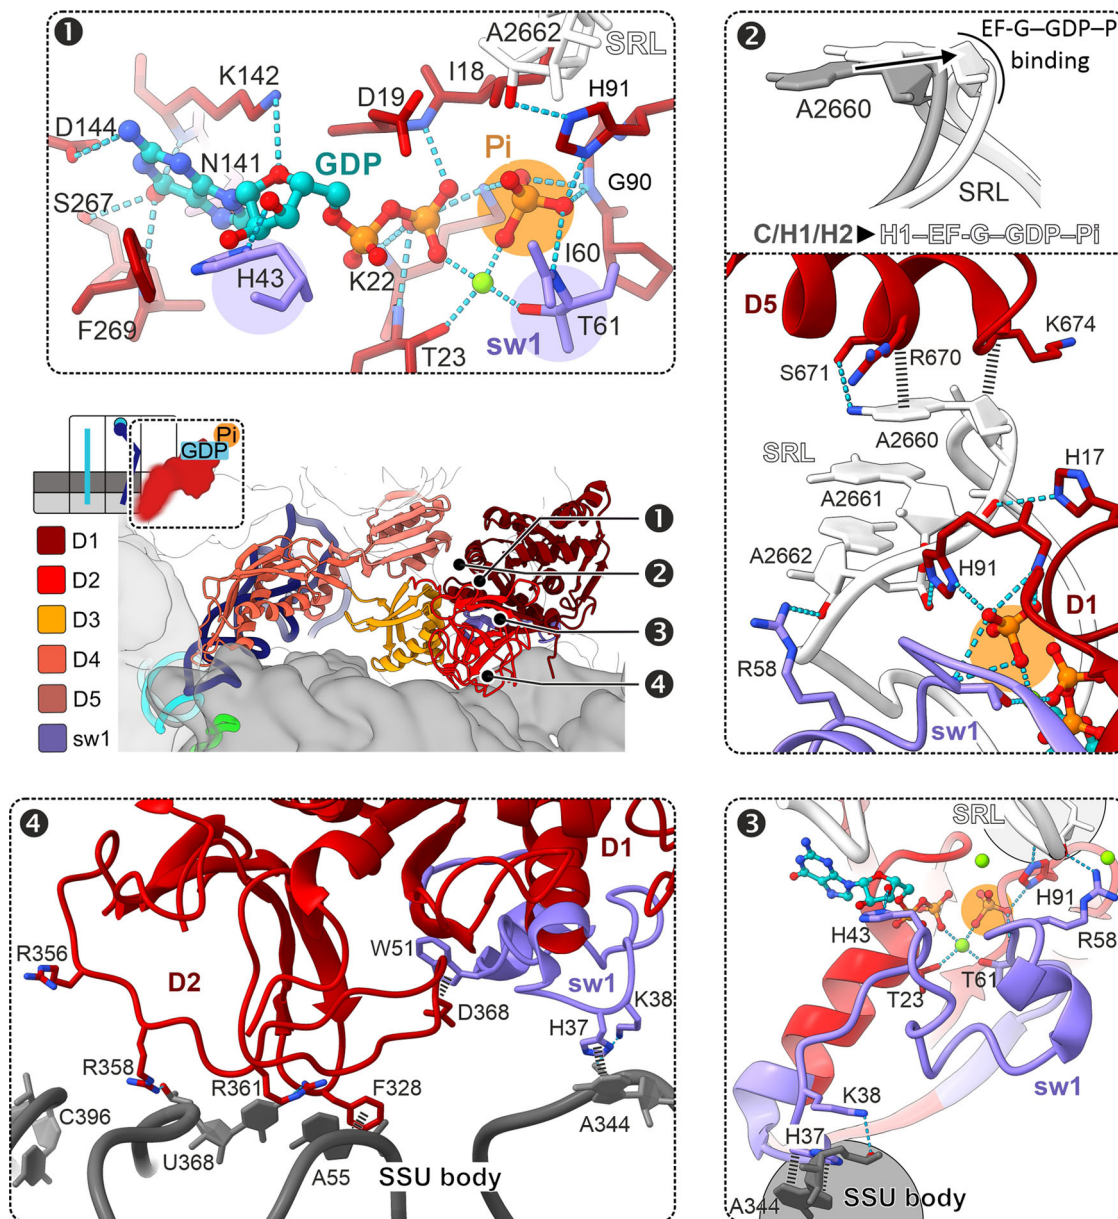 1
A2662
SRL
K142
I18
D19
H91
D144
Pi
N141
GDP
G90
S267
I60
H43
K22
F269
T61
sw1
T23
2
EF-G–GDP–P
binding
A2660
SRL
C/H1/H2►H1–EF-G–GDP–Pi
D5
K674
R670
S671
A2660
SRL
H17
A2661
A2662
H91
D1
R58
sw1
Pi
GDP
D1
D2
D3
D4
D5
sw1
1
2
3
4
4
D1
W51
R356
D2
sw1
D368
K38
H37
R358
R361
F328
C396
A344
U368
A55
SSU body
3
SRL
H91
H43
R58
T61
T23
sw1
K38
H37
A344
SSU body